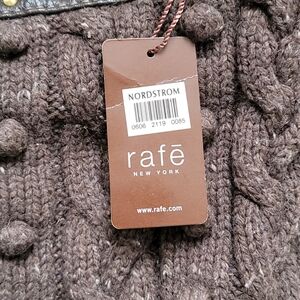 NORDSTROM
0606 2119 0085
rafē
NEW YORK
www.rafe.com